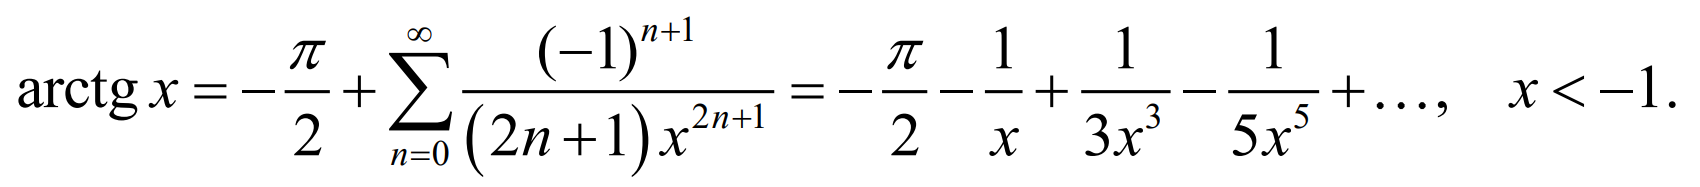 arctg x = −π/2 + ∑_{n=0}^{∞} (−1)^{n+1} / ((2n+1) x^{2n+1}) = −π/2 − 1/x + 1/(3x^3) − 1/(5x^5) + ..., x < −1.